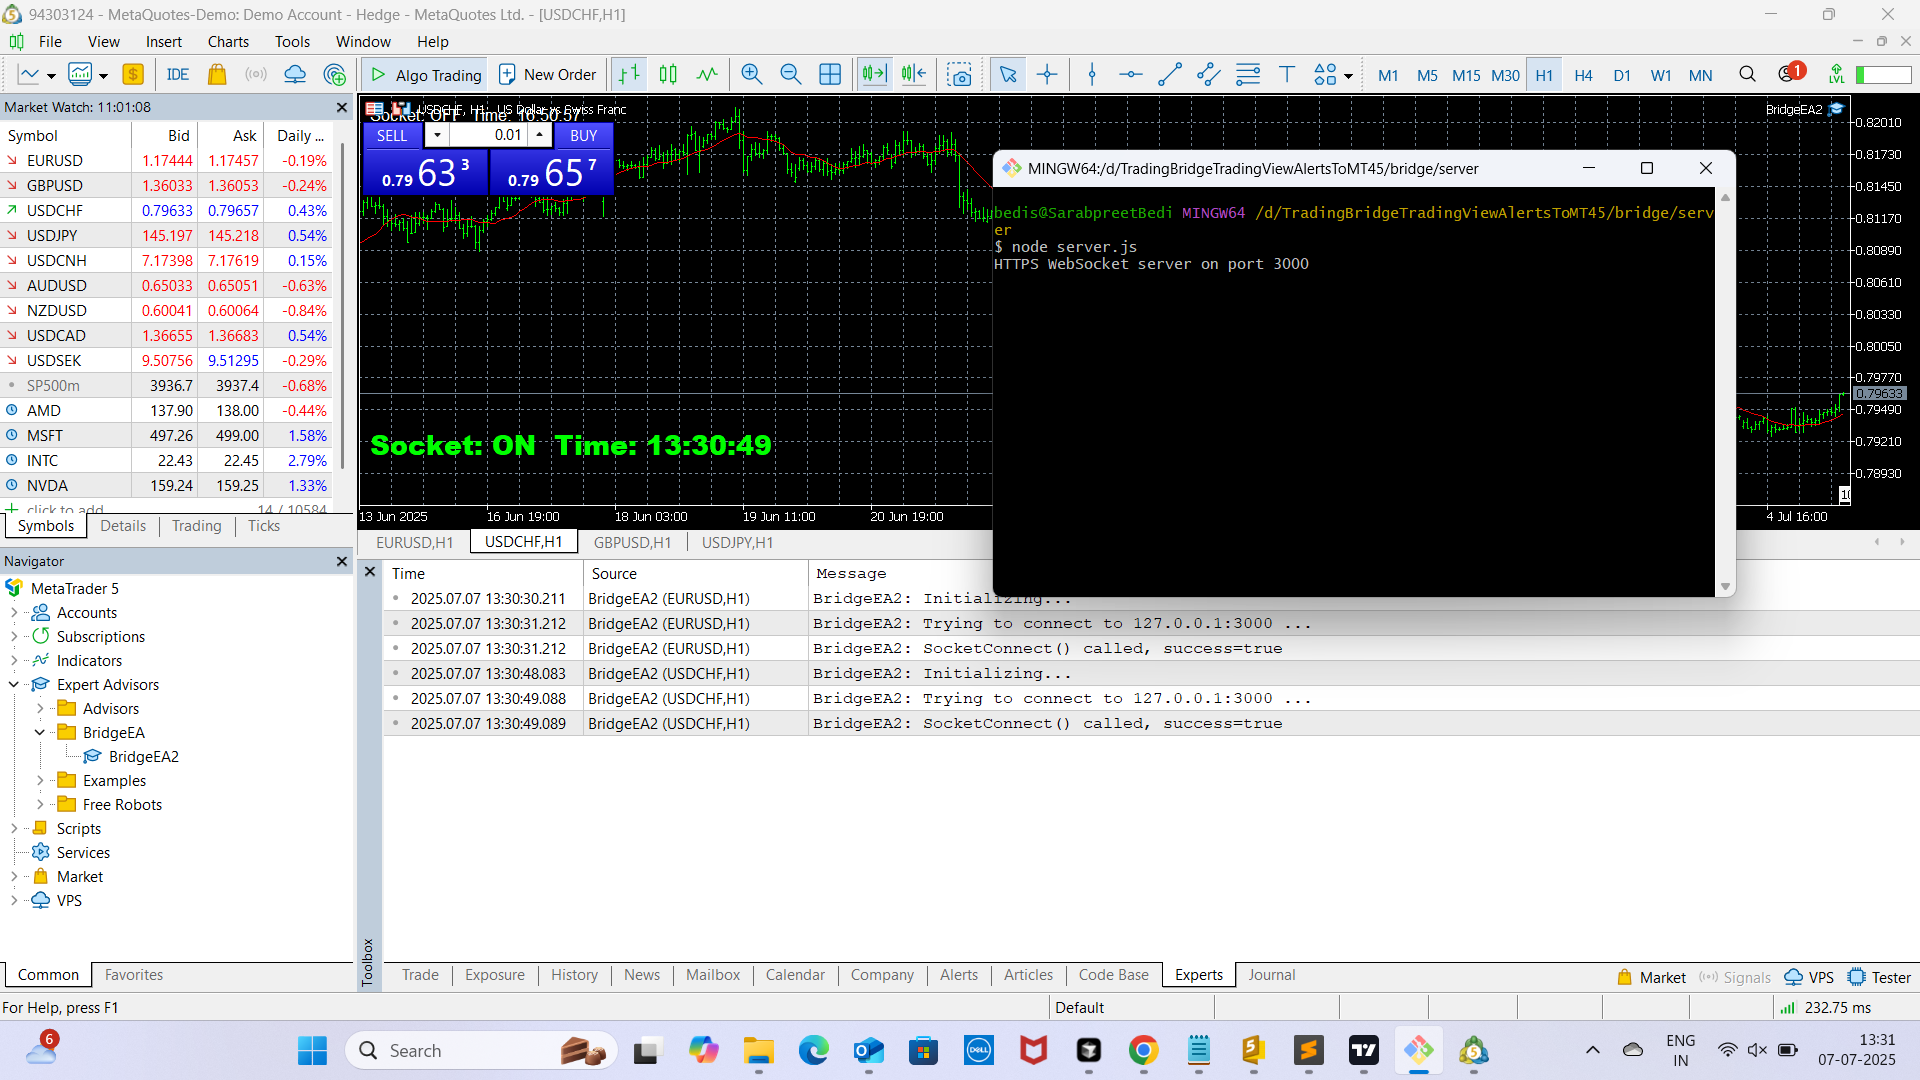 94303124 - MetaQuotes-Demo: Demo Account - Hedge - MetaQuotes Ltd. - [USDCHF,H1]
File View Insert Charts Tools Window Help
IDE Algo Trading New Order M1 M5 M15 M30 H1 H4 D1 W1 MN 1 LVL
Market Watch: 11:01:08
Symbol Bid Ask Daily ...
EURUSD 1.17444 1.17457 -0.19%
GBPUSD 1.36033 1.36053 -0.24%
USDCHF 0.79633 0.79657 0.43%
USDJPY 145.197 145.218 0.54%
USDCNH 7.17398 7.17619 0.15%
AUDUSD 0.65033 0.65051 -0.63%
NZDUSD 0.60041 0.60064 -0.84%
USDCAD 1.36655 1.36683 0.54%
USDSEK 9.50756 9.51295 -0.29%
SP500m 3936.7 3937.4 -0.68%
AMD 137.90 138.00 -0.44%
MSFT 497.26 499.00 1.58%
INTC 22.43 22.45 2.79%
NVDA 159.24 159.25 1.33%
click to add 14 / 10584
Symbols Details Trading Ticks
Navigator
MetaTrader 5
Accounts
Subscriptions
Indicators
Expert Advisors
Advisors
BridgeEA
BridgeEA2
Examples
Free Robots
Scripts
Services
Market
VPS
Common Favorites
USDCHF, H1: US Dollar vs Swiss Franc
Socket: OFF Time: 16:50:57
SELL 0.01 BUY
0.79 63 3 0.79 65 7
BridgeEA2
0.82010
0.81730
0.81450
0.81170
0.80890
0.80610
0.80330
0.80050
0.79770
0.79633
0.79490
0.79210
0.78930
Socket: ON Time: 13:30:49
13 Jun 2025 16 Jun 19:00 18 Jun 03:00 19 Jun 11:00 20 Jun 19:00 4 Jul 16:00
EURUSD,H1 USDCHF,H1 GBPUSD,H1 USDJPY,H1
MINGW64:/d/TradingBridgeTradingViewAlertsToMT45/bridge/server
bedis@SarabpreetBedi MINGW64 /d/TradingBridgeTradingViewAlertsToMT45/bridge/serv
er
$ node server.js
HTTPS WebSocket server on port 3000
Time Source Message
2025.07.07 13:30:30.211 BridgeEA2 (EURUSD,H1) BridgeEA2: Initializing...
2025.07.07 13:30:31.212 BridgeEA2 (EURUSD,H1) BridgeEA2: Trying to connect to 127.0.0.1:3000 ...
2025.07.07 13:30:31.212 BridgeEA2 (EURUSD,H1) BridgeEA2: SocketConnect() called, success=true
2025.07.07 13:30:48.083 BridgeEA2 (USDCHF,H1) BridgeEA2: Initializing...
2025.07.07 13:30:49.088 BridgeEA2 (USDCHF,H1) BridgeEA2: Trying to connect to 127.0.0.1:3000 ...
2025.07.07 13:30:49.089 BridgeEA2 (USDCHF,H1) BridgeEA2: SocketConnect() called, success=true
Toolbox
Trade Exposure History News Mailbox Calendar Company Alerts Articles Code Base Experts Journal
Market Signals VPS Tester
For Help, press F1 Default 232.75 ms
6 Search DELL ENG
IN
13:31
07-07-2025